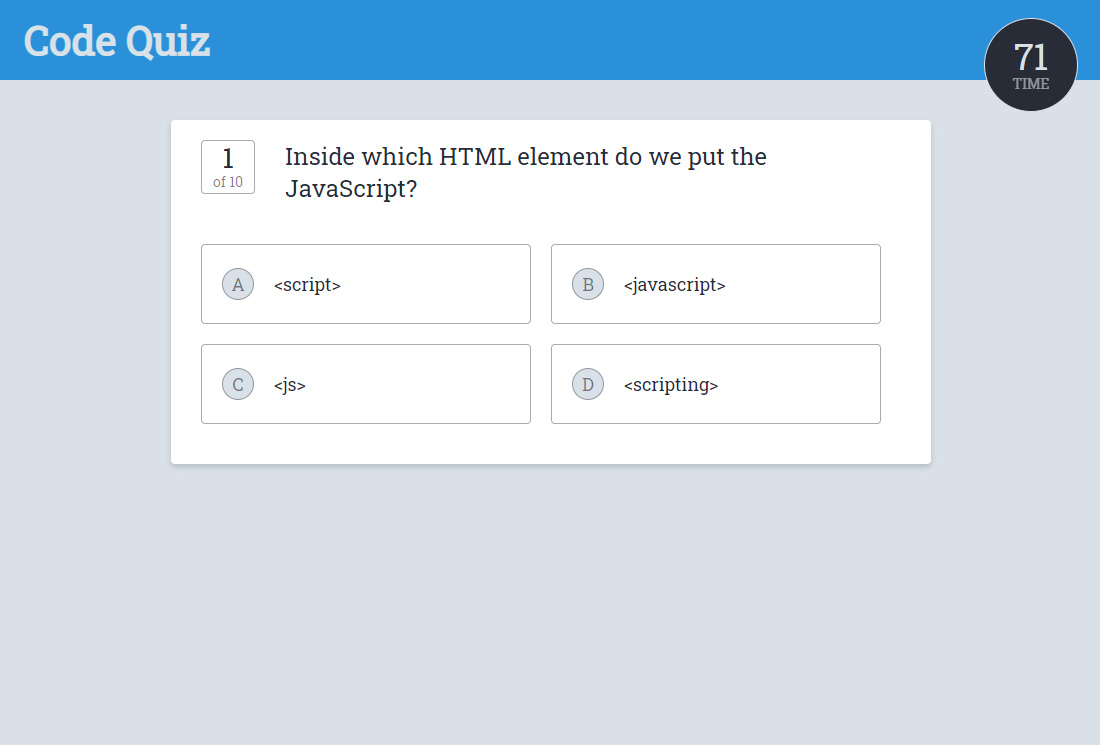 Code Quiz
71
TIME
1
of 10
Inside which HTML element do we put the
JavaScript?
A
<script>
B
<javascript>
C
<js>
D
<scripting>